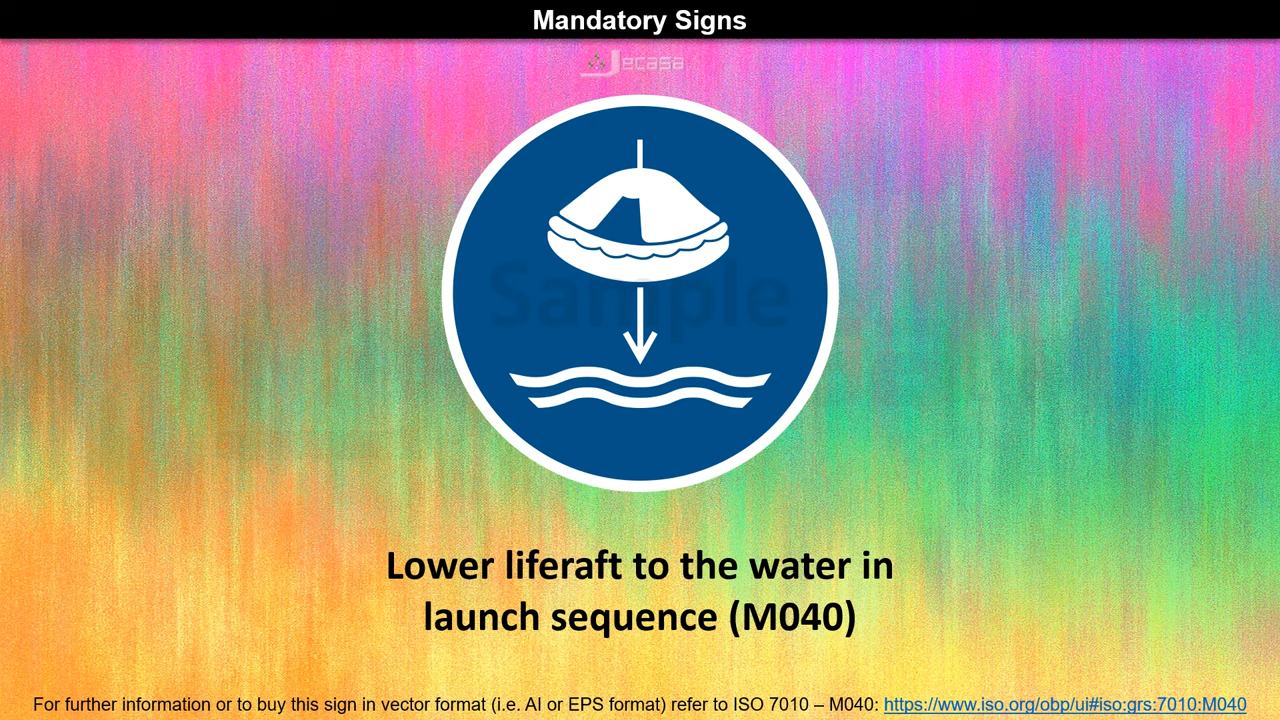 Mandatory Signs
Jecasa
Sample
Lower liferaft to the water in
launch sequence (M040)
For further information or to buy this sign in vector format (i.e. AI or EPS format) refer to ISO 7010 – M040: https://www.iso.org/obp/ui#iso:grs:7010:M040